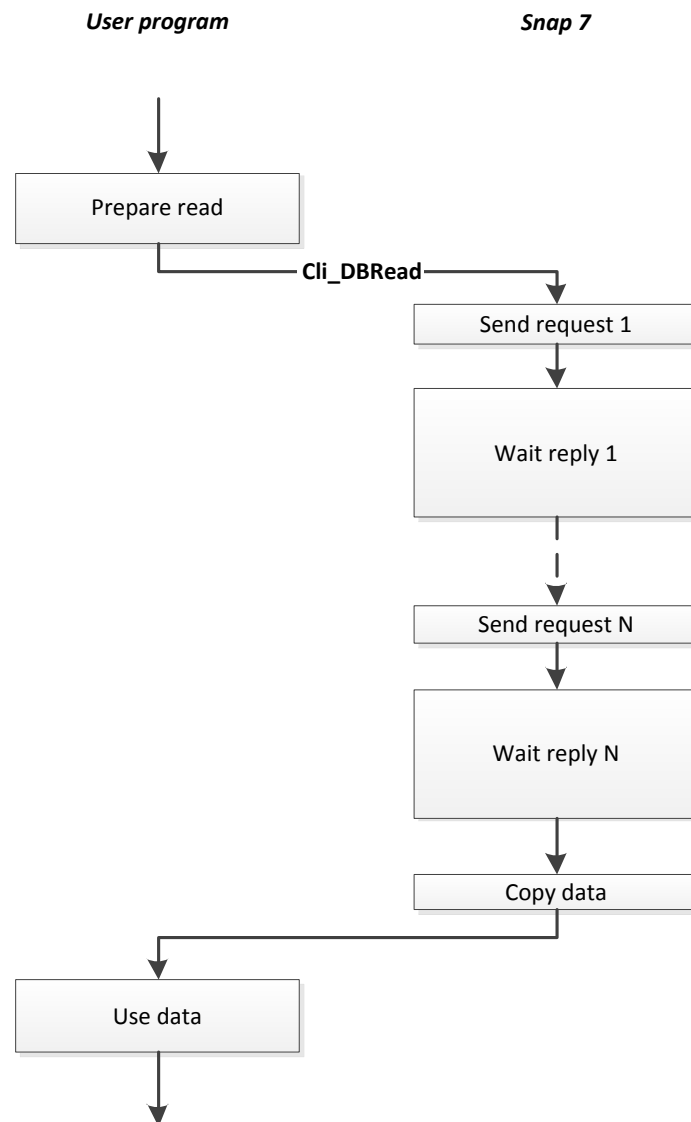 User program
Snap 7
Prepare read
Cli_DBRead
Send request 1
Wait reply 1
Send request N
Wait reply N
Copy data
Use data